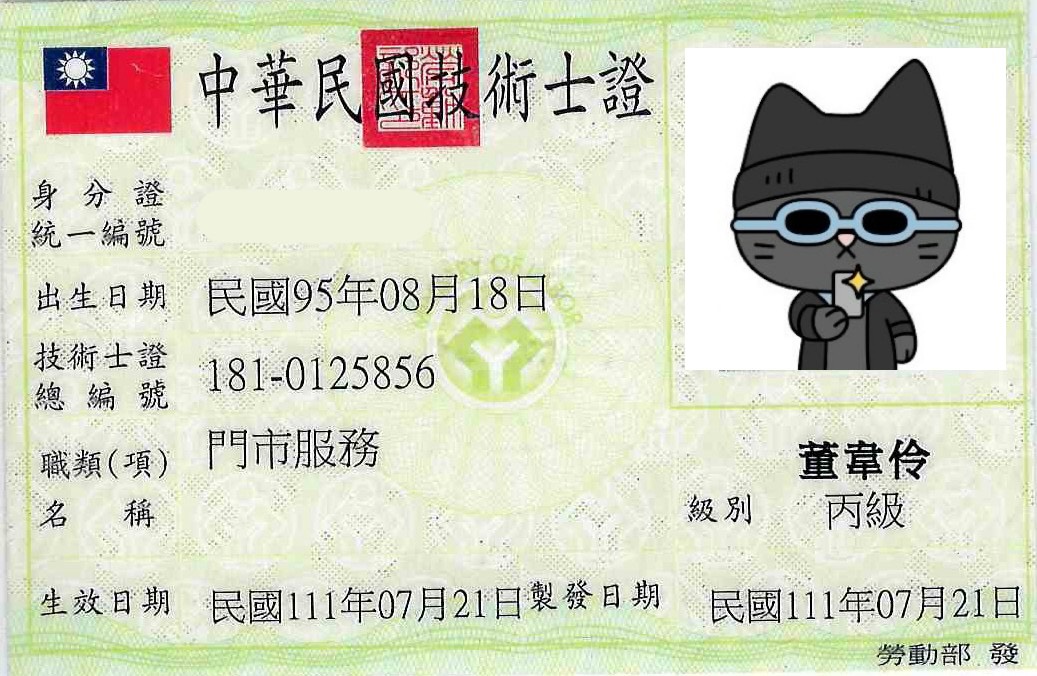 中華民國技術士證
身分證
統一編號
出生日期 民國95年08月18日
技術士證
總編號 181-0125856
職類(項) 門市服務
名稱
董韋伶
級別 丙級
生效日期 民國111年07月21日 製發日期 民國111年07月21日
勞動部 發